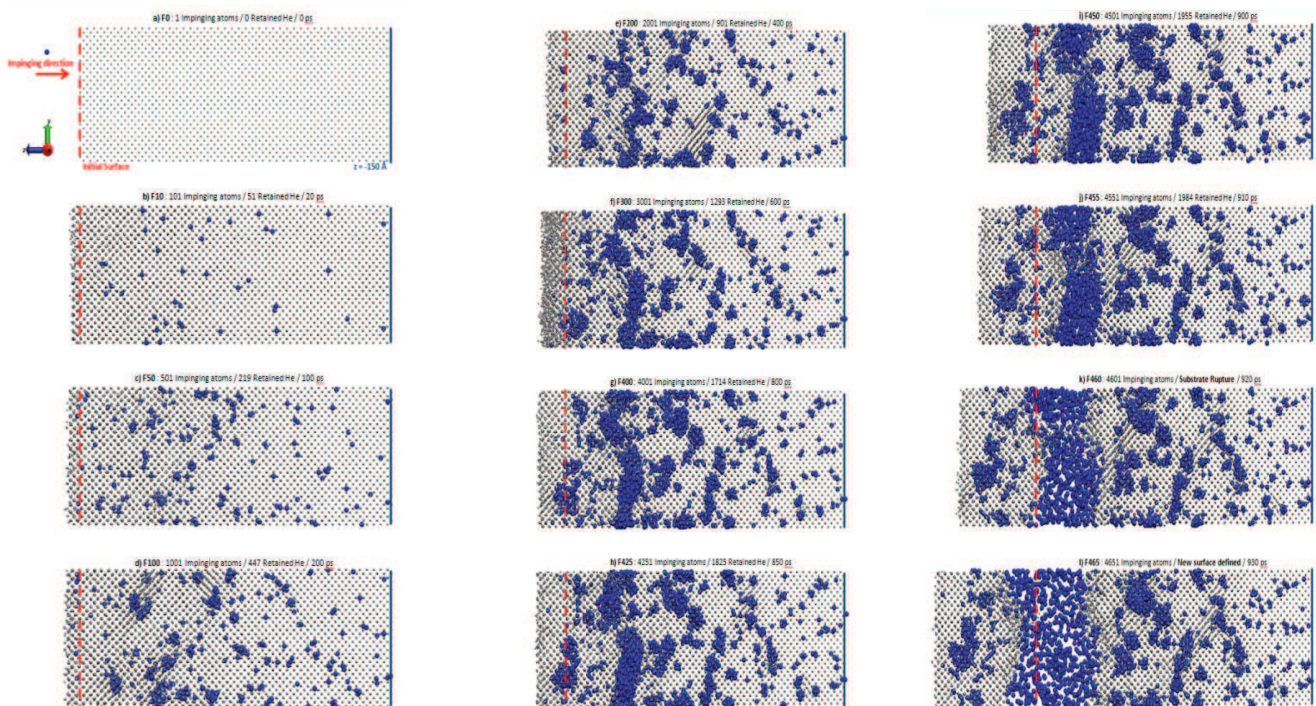 a) F0 : 1 Impinging atoms / 0 Retained He / 0 ps
Impinging direction
Initial Surface
z = -150 Å
b) F10 : 101 Impinging atoms / 51 Retained He / 20 ps
c) F50 : 501 Impinging atoms / 219 Retained He / 100 ps
d) F100 : 1001 Impinging atoms / 447 Retained He / 200 ps
e) F200 : 2001 Impinging atoms / 901 Retained He / 400 ps
f) F300 : 3001 Impinging atoms / 1293 Retained He / 600 ps
g) F400 : 4001 Impinging atoms / 1714 Retained He / 800 ps
h) F425 : 4251 Impinging atoms / 1825 Retained He / 850 ps
i) F450 : 4501 Impinging atoms / 1955 Retained He / 900 ps
j) F455 : 4551 Impinging atoms / 1984 Retained He / 910 ps
k) F460 : 4601 Impinging atoms / Substrate Rupture / 920 ps
l) F465 : 4651 Impinging atoms / New surface defined / 930 ps